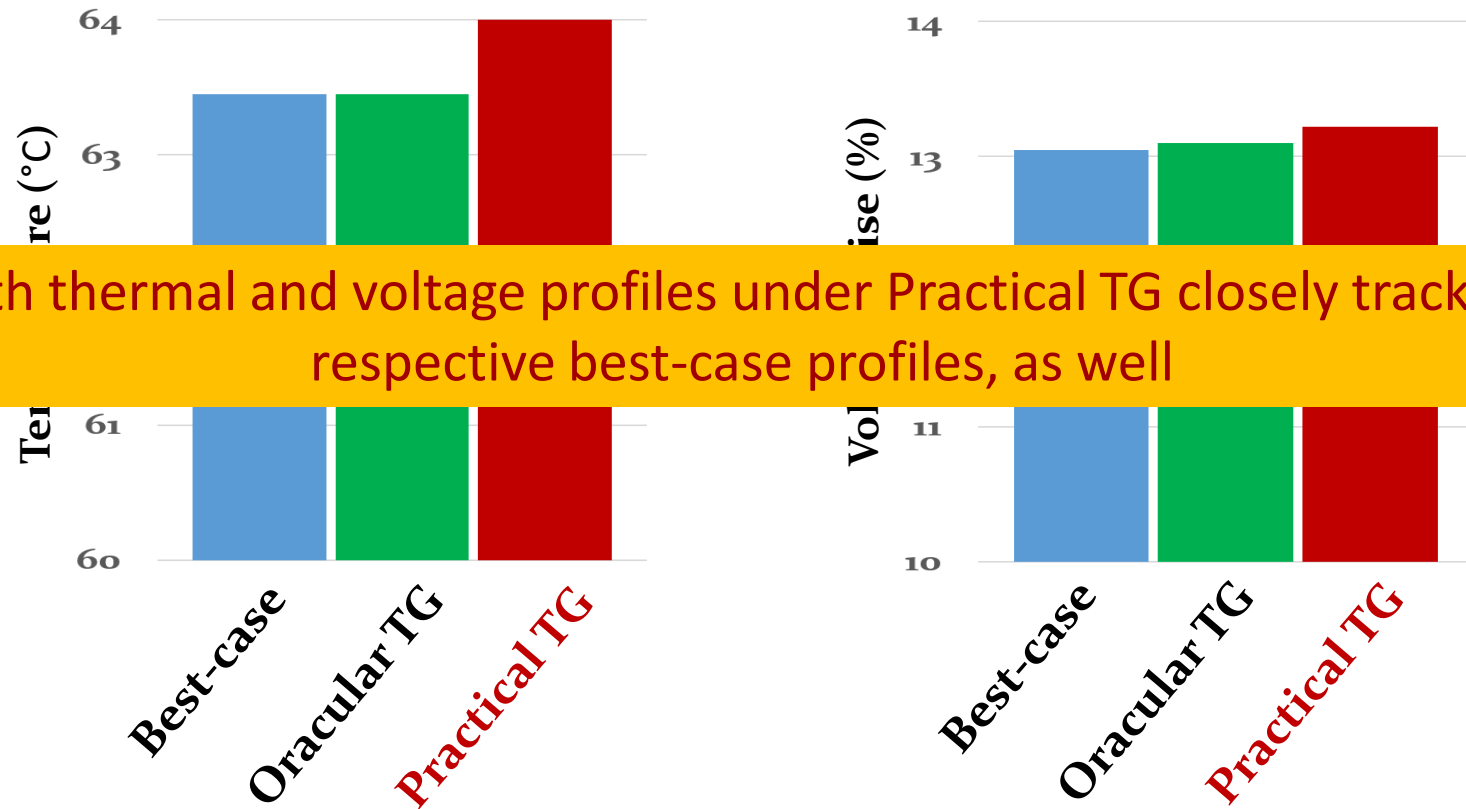 64
63
61
60
re (°C)
14
13
11
10
(%)
thermal and voltage profiles under Practical TG closely track
respective best-case profiles, as well
Best-case
Oracular TG
Practical TG
Best-case
Oracular TG
Practical TG